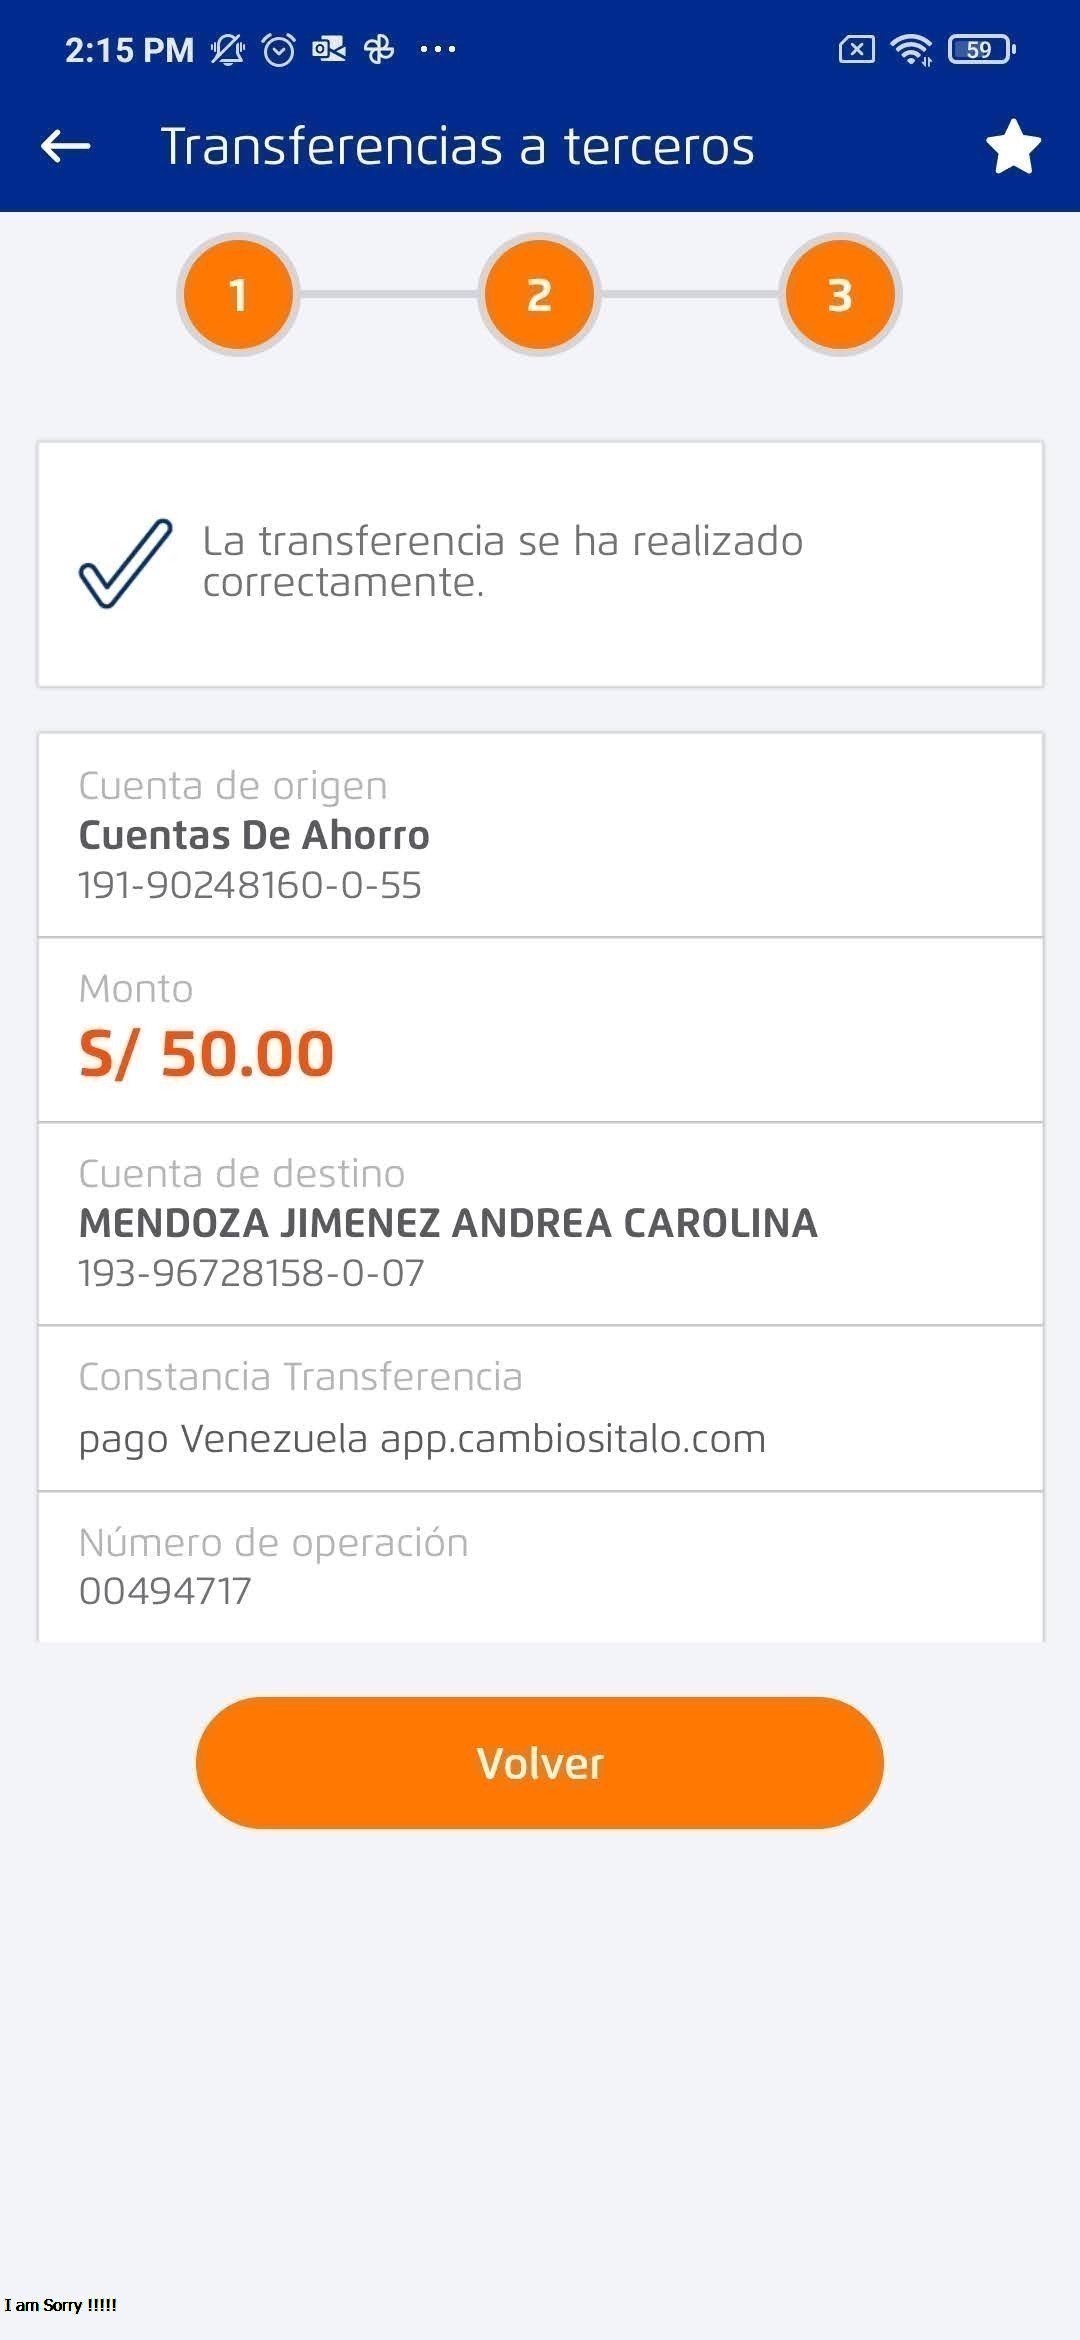 2:15 PM
59
Transferencias a terceros
1 2 3
La transferencia se ha realizado
correctamente.
Cuenta de origen
Cuentas De Ahorro
191-90248160-0-55
Monto
S/ 50.00
Cuenta de destino
MENDOZA JIMENEZ ANDREA CAROLINA
193-96728158-0-07
Constancia Transferencia
pago Venezuela app.cambiositalo.com
Número de operación
00494717
Volver
I am Sorry !!!!!